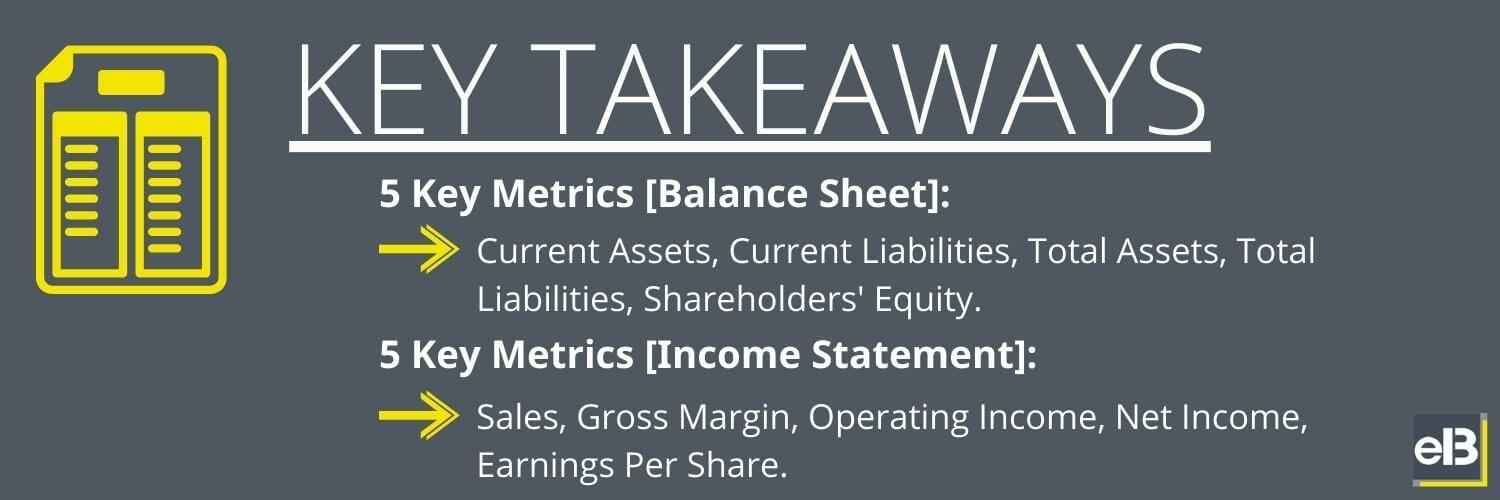 KEY TAKEAWAYS
5 Key Metrics [Balance Sheet]:
Current Assets, Current Liabilities, Total Assets, Total
Liabilities, Shareholders' Equity.
5 Key Metrics [Income Statement]:
Sales, Gross Margin, Operating Income, Net Income,
Earnings Per Share.
eB